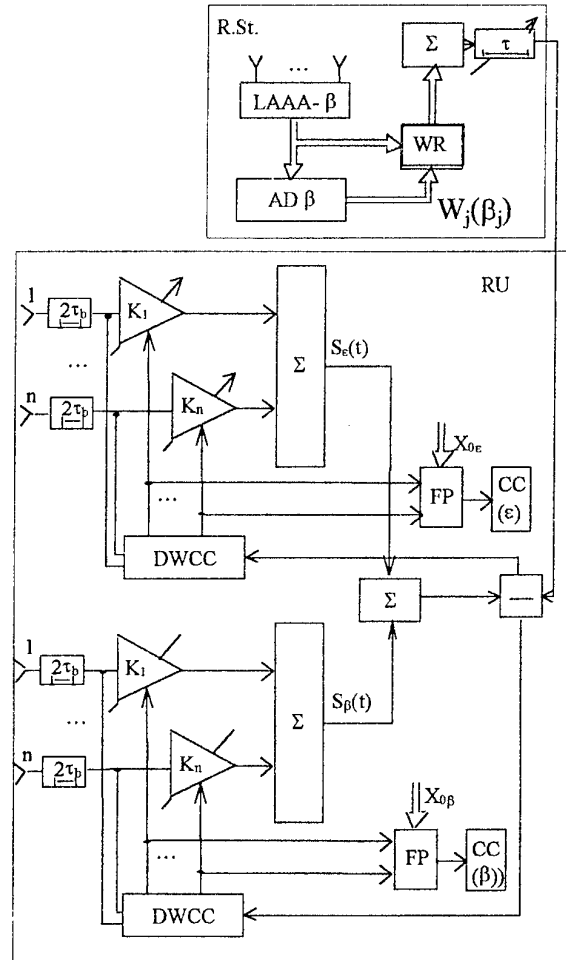 R.St.
Σ
τ
...
LAAA- β
WR
AD β
Wj(βj)
RU
1
2τb
K1
...
Sε(t)
Σ
n
2τb
Kn
X0ε
...
FP
CC
(ε)
DWCC
Σ
—
1
2τb
K1
...
Sβ(t)
Σ
n
2τb
Kn
X0β
...
FP
CC
(β))
DWCC